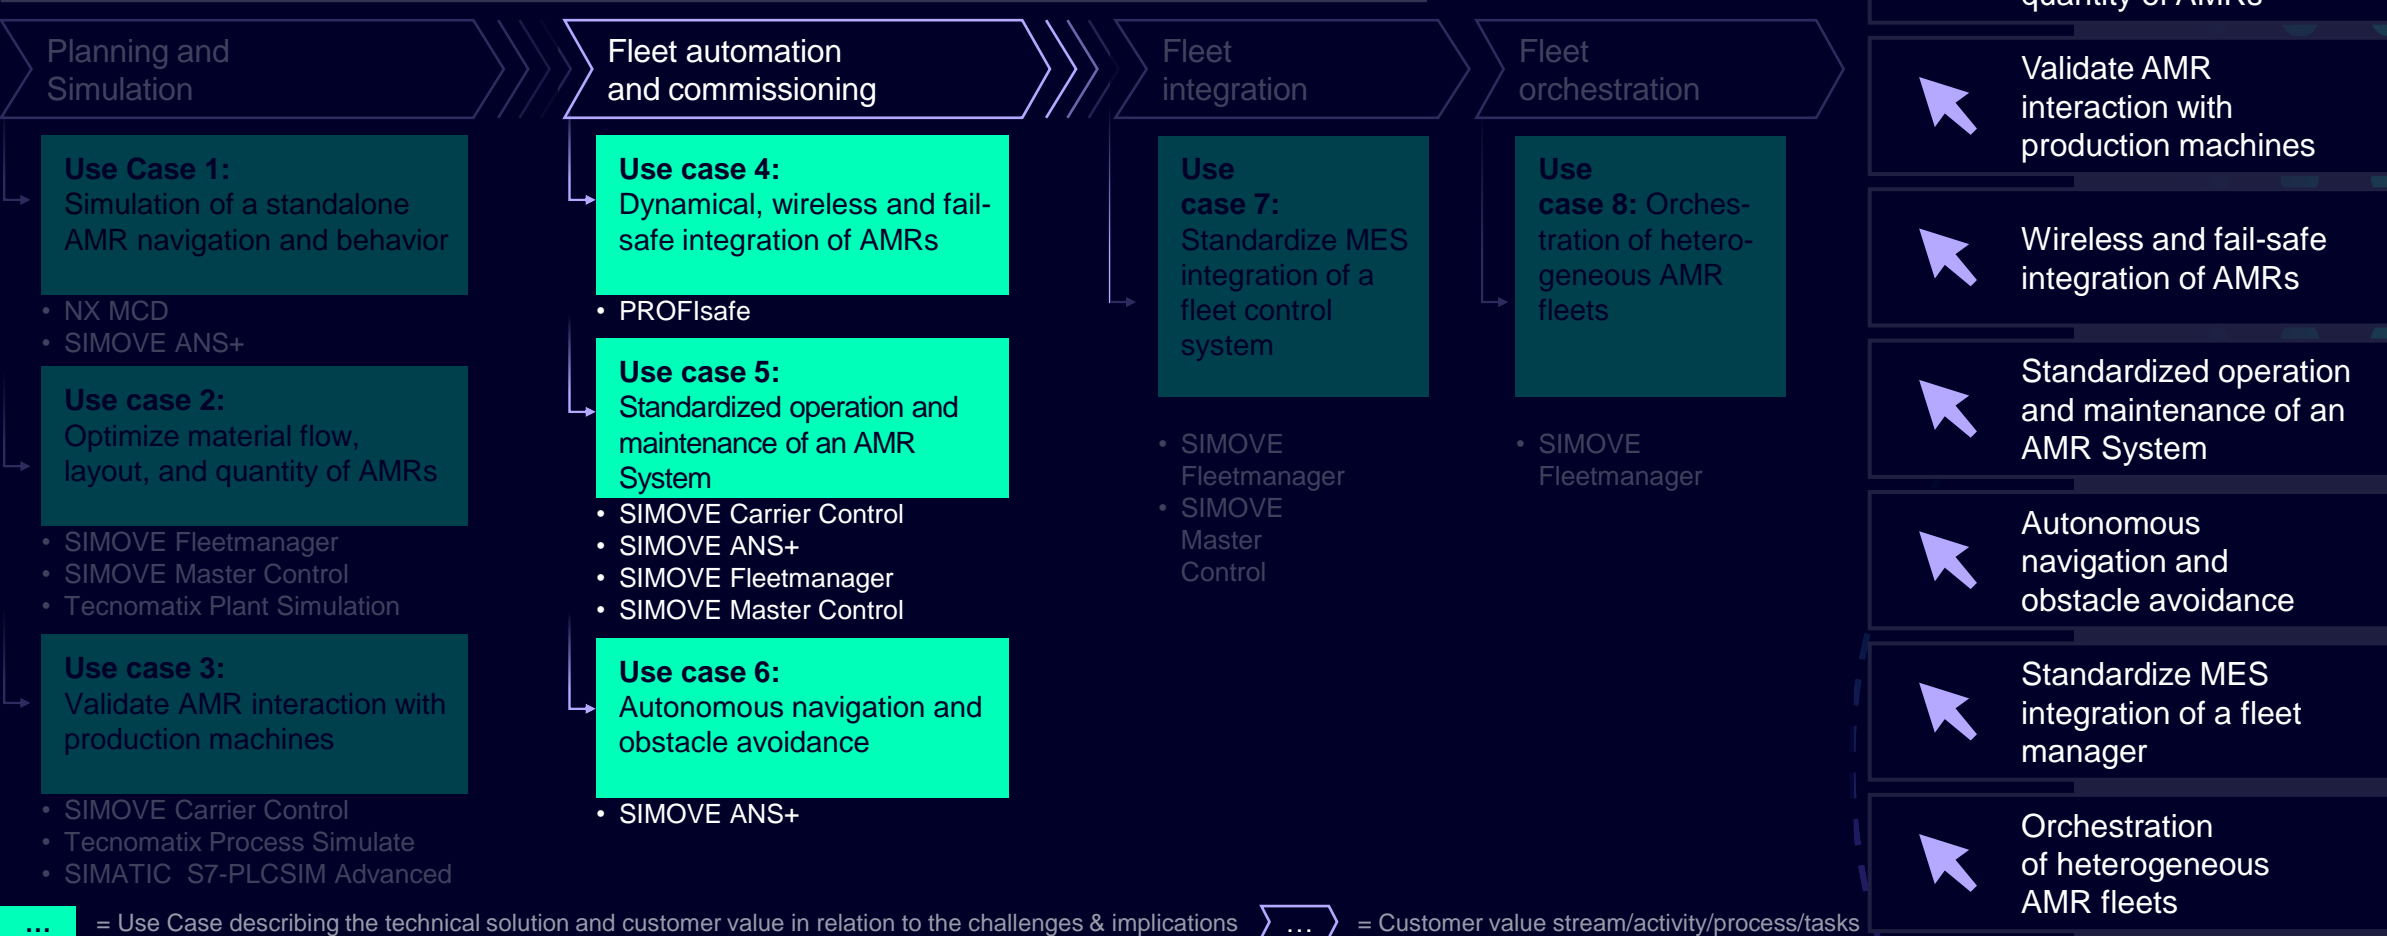 Planning and
Simulation
Use Case 1:
Simulation of a standalone
AMR navigation and behavior
• NX MCD
• SIMOVE ANS+
Use case 2:
Optimize material flow,
layout, and quantity of AMRs
• SIMOVE Fleetmanager
• SIMOVE Master Control
• Tecnomatix Plant Simulation
Use case 3:
Validate AMR interaction with
production machines
• SIMOVE Carrier Control
• Tecnomatix Process Simulate
• SIMATIC S7-PLCSIM Advanced
Fleet automation
and commissioning
Use case 4:
Dynamical, wireless and fail-
safe integration of AMRs
• PROFIsafe
Use case 5:
Standardized operation and
maintenance of an AMR
System
• SIMOVE Carrier Control
• SIMOVE ANS+
• SIMOVE Fleetmanager
• SIMOVE Master Control
Use case 6:
Autonomous navigation and
obstacle avoidance
• SIMOVE ANS+
Fleet
integration
Use
case 7:
Standardize MES
integration of a
fleet control
system
• SIMOVE
Fleetmanager
• SIMOVE
Master
Control
Fleet
orchestration
Use
case 8: Orches-
tration of hetero-
geneous AMR
fleets
• SIMOVE
Fleetmanager
quantity of AMRs
Validate AMR
interaction with
production machines
Wireless and fail-safe
integration of AMRs
Standardized operation
and maintenance of an
AMR System
Autonomous
navigation and
obstacle avoidance
Standardize MES
integration of a fleet
manager
Orchestration
of heterogeneous
AMR fleets
... = Use Case describing the technical solution and customer value in relation to the challenges & implications
... = Customer value stream/activity/process/tasks